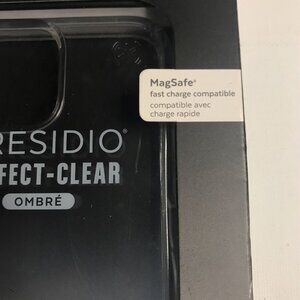 MagSafe®
fast charge compatible
compatible avec
charge rapide
RESIDIO®
FECT-CLEAR
OMBRÉ